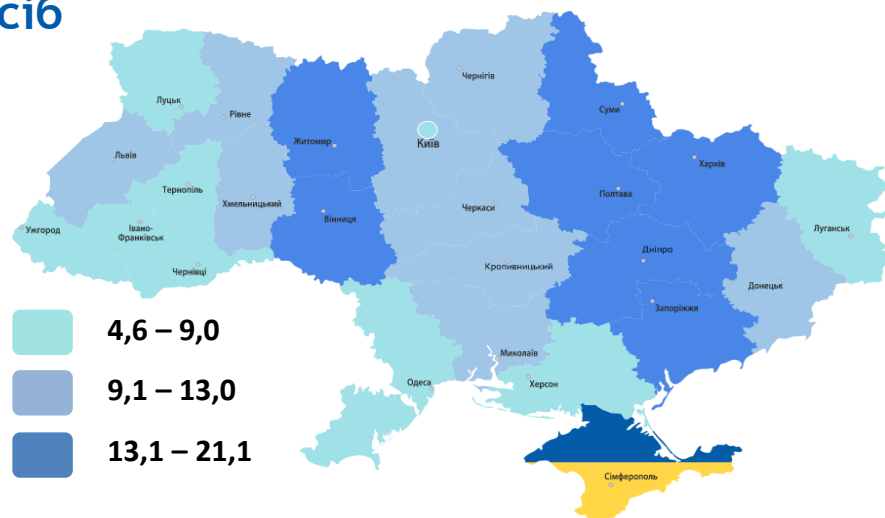 сіб
Чернігів
Луцьк
Суми
Рівне
Житомир
Київ
Львів
Харків
Тернопіль
Полтава
Хмельницький
Черкаси
Вінниця
Ужгород
Івано-
Франківськ
Луганськ
Дніпро
Чернівці
Кропивницький
Донецьк
Запоріжжя
4,6 – 9,0
Миколаїв
Одеса
Херсон
9,1 – 13,0
13,1 – 21,1
Сімферополь